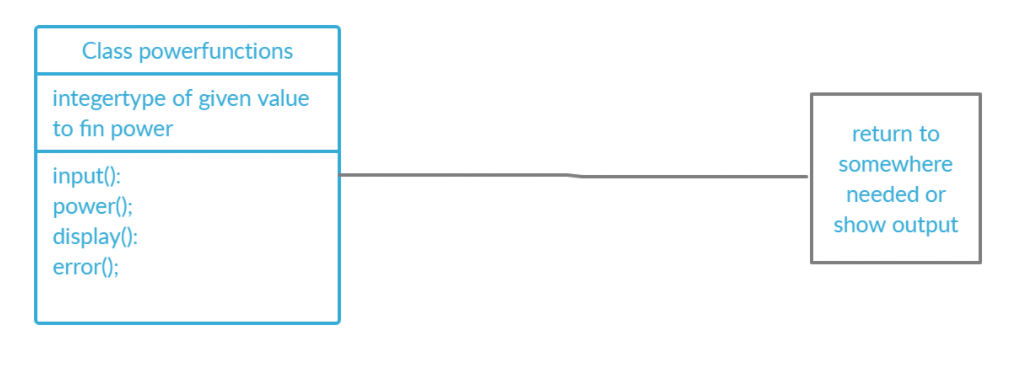 Class powerfunctions
integertype of given value
to fin power
input():
power();
display():
error();
return to
somewhere
needed or
show output